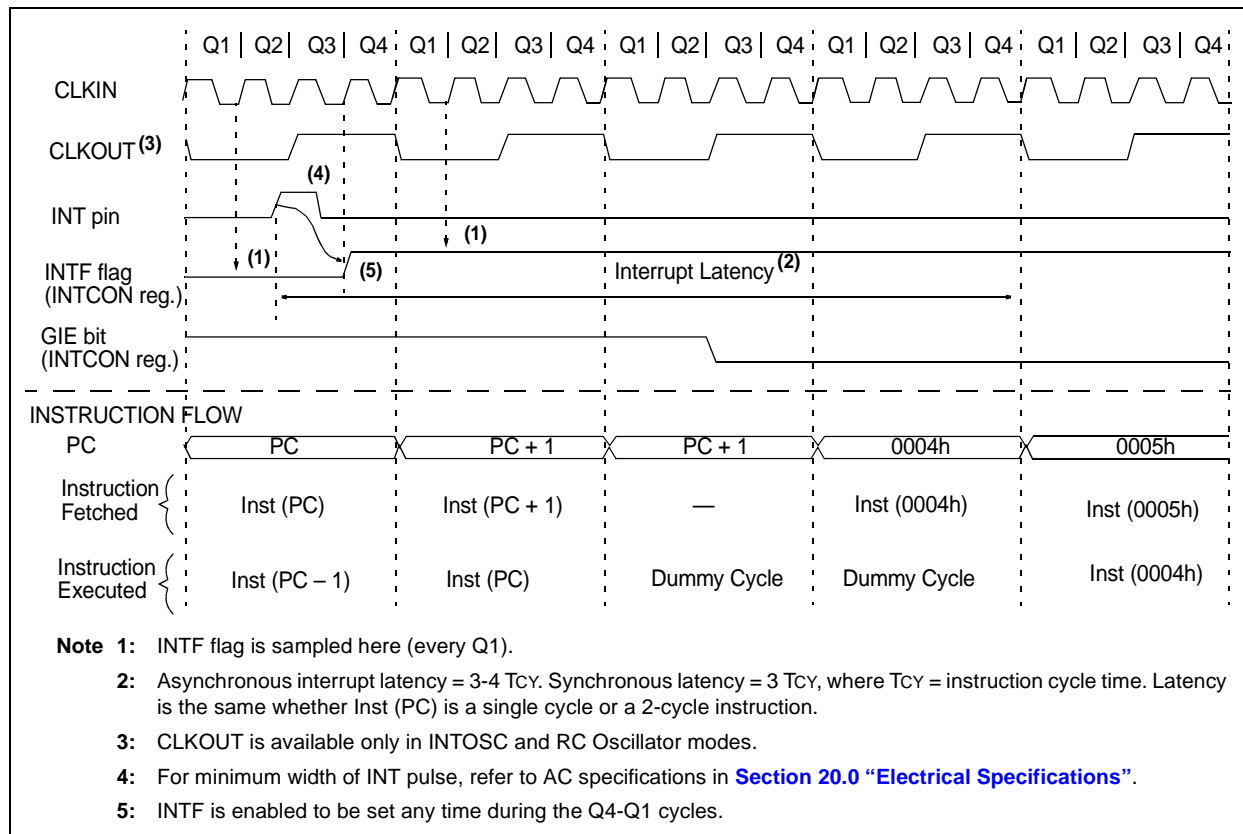 Q1 | Q2 | Q3 | Q4 Q1 | Q2 | Q3 | Q4 Q1 | Q2 | Q3 | Q4 Q1 | Q2 | Q3 | Q4 Q1 | Q2 | Q3 | Q4
CLKIN
CLKOUT (3)
(4)
INT pin
(1)
(1)
INTF flag
(INTCON reg.)
(5)
Interrupt Latency (2)
GIE bit
(INTCON reg.)
INSTRUCTION FLOW
PC PC PC + 1 PC + 1 0004h 0005h
Instruction
Fetched
Inst (PC) Inst (PC + 1) — Inst (0004h) Inst (0005h)
Instruction
Executed
Inst (PC – 1) Inst (PC) Dummy Cycle Dummy Cycle Inst (0004h)
Note 1: INTF flag is sampled here (every Q1).
2: Asynchronous interrupt latency = 3-4 TCY. Synchronous latency = 3 TCY, where TCY = instruction cycle time. Latency
is the same whether Inst (PC) is a single cycle or a 2-cycle instruction.
3: CLKOUT is available only in INTOSC and RC Oscillator modes.
4: For minimum width of INT pulse, refer to AC specifications in Section 20.0 “Electrical Specifications”.
5: INTF is enabled to be set any time during the Q4-Q1 cycles.